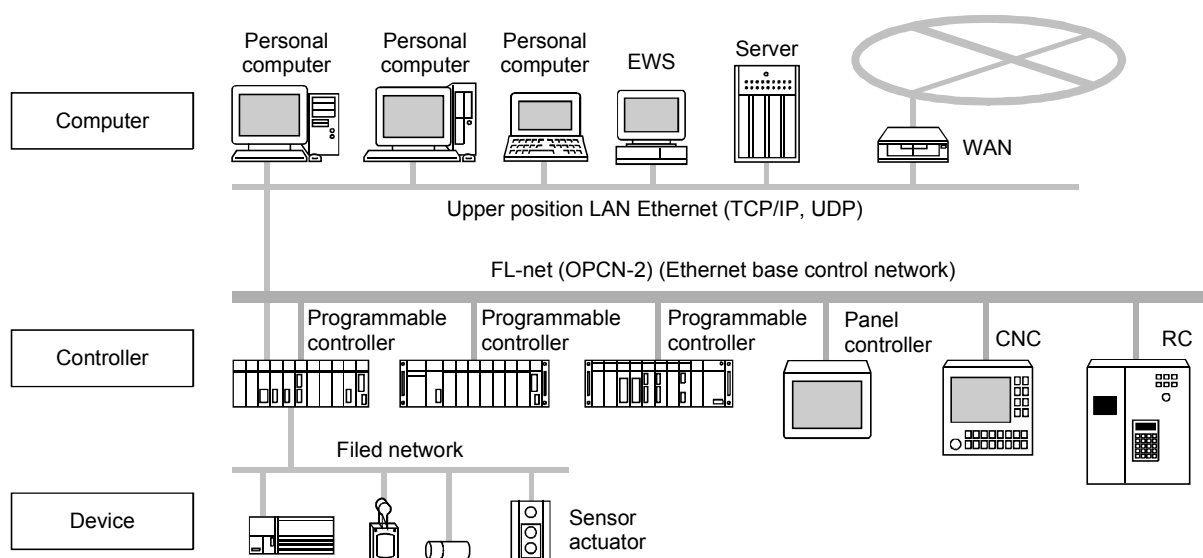 Personal
computer
Personal
computer
Personal
computer
EWS
Server
Computer
WAN
Upper position LAN Ethernet (TCP/IP, UDP)
FL-net (OPCN-2) (Ethernet base control network)
Controller
Programmable
controller
Programmable
controller
Programmable
controller
Panel
controller
CNC
RC
Filed network
Device
Sensor
actuator